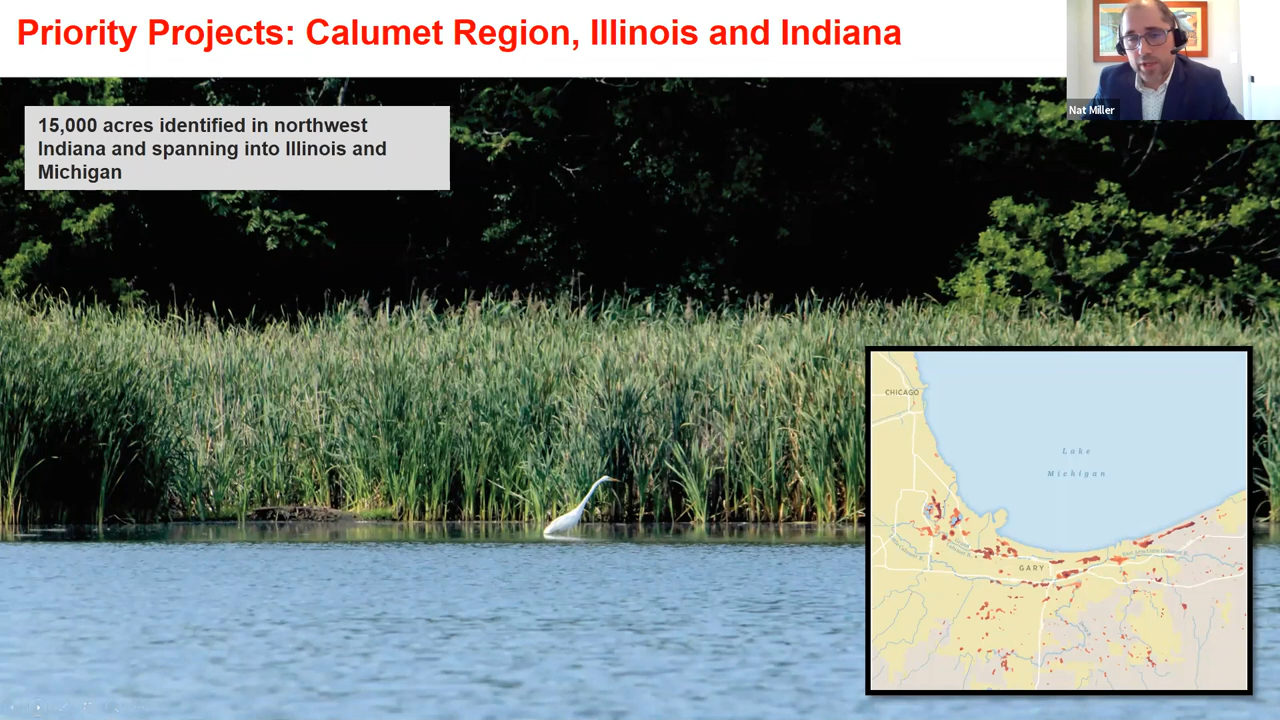 Priority Projects: Calumet Region, Illinois and Indiana
Nat Miller
15,000 acres identified in northwest
Indiana and spanning into Illinois and
Michigan
CHICAGO
Lake
Michigan
GARY